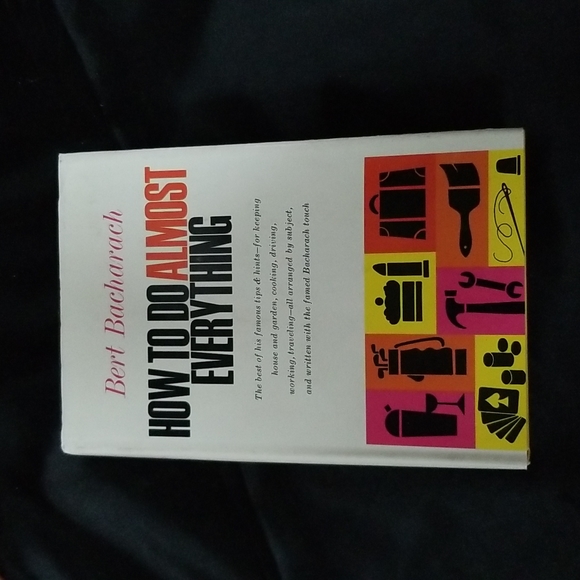 Bert Bacharach
HOW TO DO ALMOST
EVERYTHING
The best of his famous tips & hints—for keeping
house and garden, cooking, driving,
working, traveling—all arranged by subject,
and written with the famed Bacharach touch